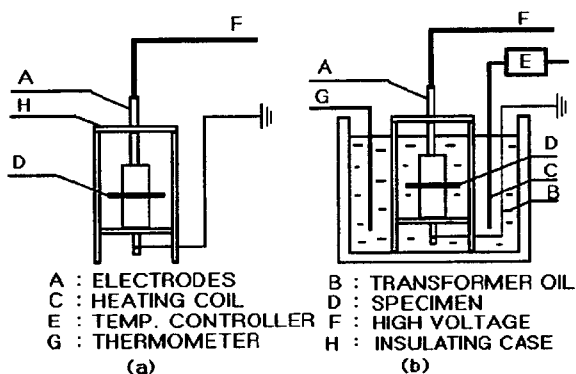 F
A
H
D
F
E
A
G
D
C
B
A : ELECTRODES
C : HEATING COIL
E : TEMP. CONTROLLER
G : THERMOMETER
(a)
B : TRANSFORMER OIL
D : SPECIMEN
F : HIGH VOLTAGE
H : INSULATING CASE
(b)